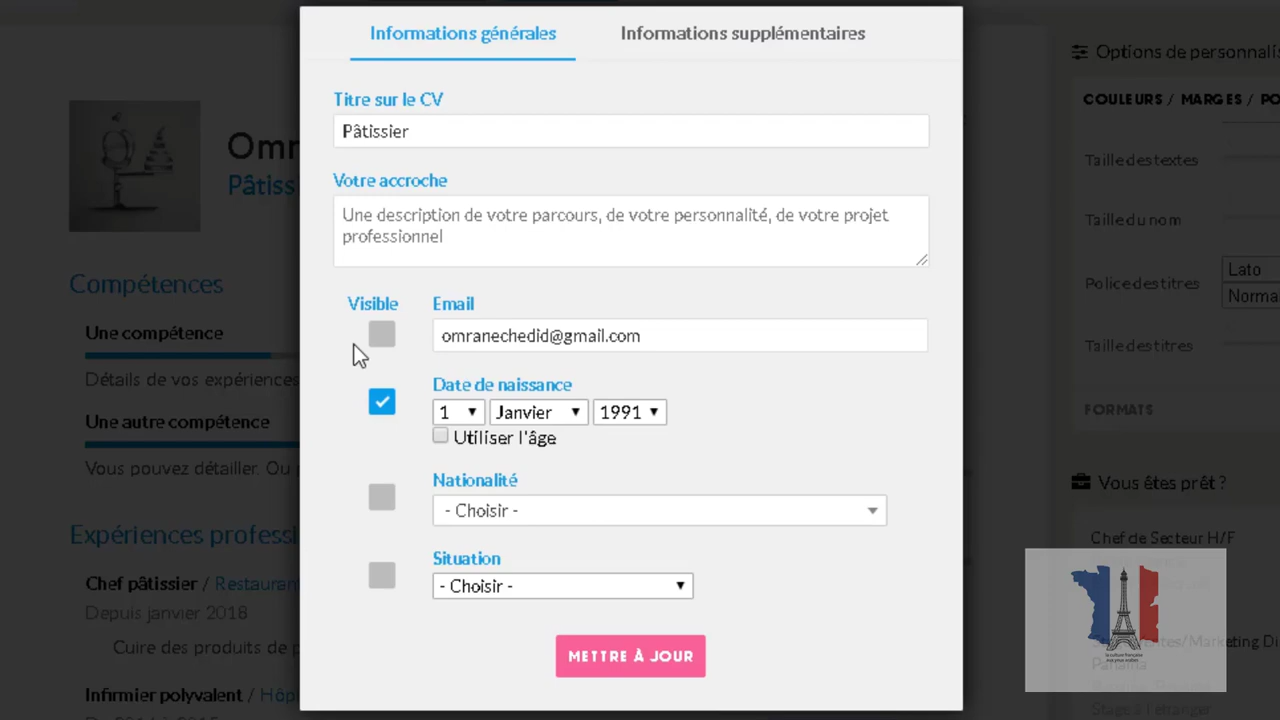 Informations générales
Informations supplémentaires
Titre sur le CV
Pâtissier
Votre accroche
Une description de votre parcours, de votre personnalité, de votre projet
professionnel
Visible
Email
omranechedid@gmail.com
Date de naissance
1
Janvier
1991
Utiliser l'âge
Nationalité
- Choisir -
Situation
- Choisir -
METTRE À JOUR
Omr
Pâtiss
Compétences
Une compétence
Détails de vos expériences
Une autre compétence
Vous pouvez détailler. Ou
Expériences professi
Chef pâtissier / Restauran
Depuis janvier 2018
Cuire des produits de
Infirmier polyvalent / Hôp
Options de personnalis
COULEURS / MARGES / PO
Taille des textes
Taille du nom
Police des titres
Lato
Norma
Taille des titres
FORMATS
Vous êtes prêt ?
Chef de Secteur H/F
/ Marketing Di
Panama